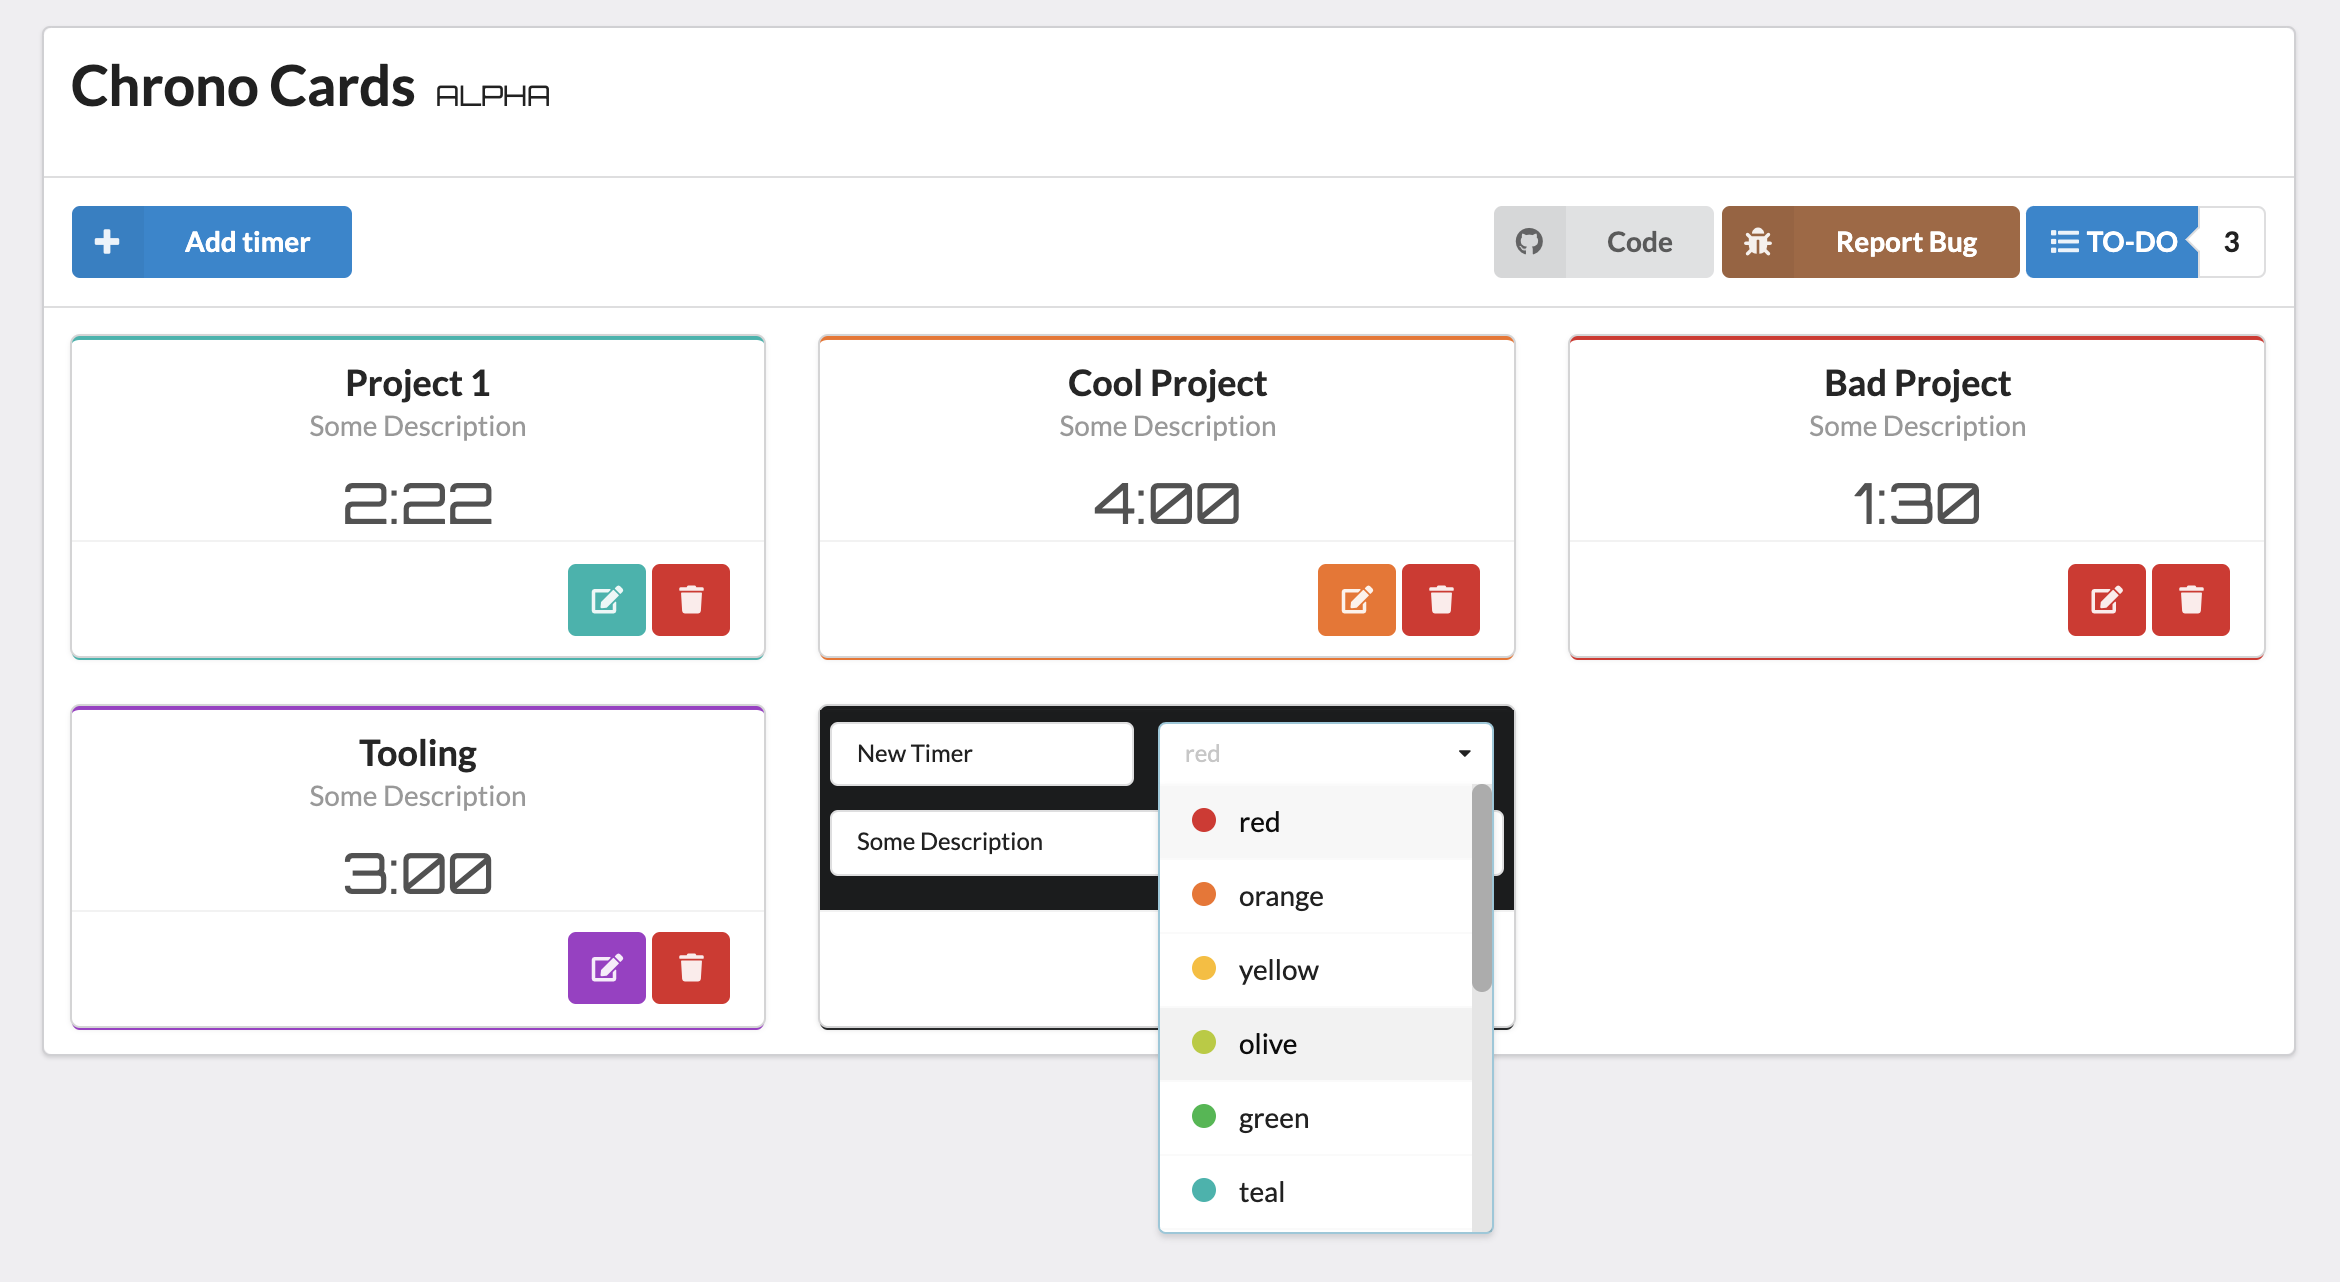 Chrono Cards ALPHA
Add timer
Code
Report Bug
TO-DO
3
Project 1
Some Description
2:22
Cool Project
Some Description
4:00
Bad Project
Some Description
1:30
Tooling
Some Description
3:00
New Timer
red
Some Description
red
orange
yellow
olive
green
teal